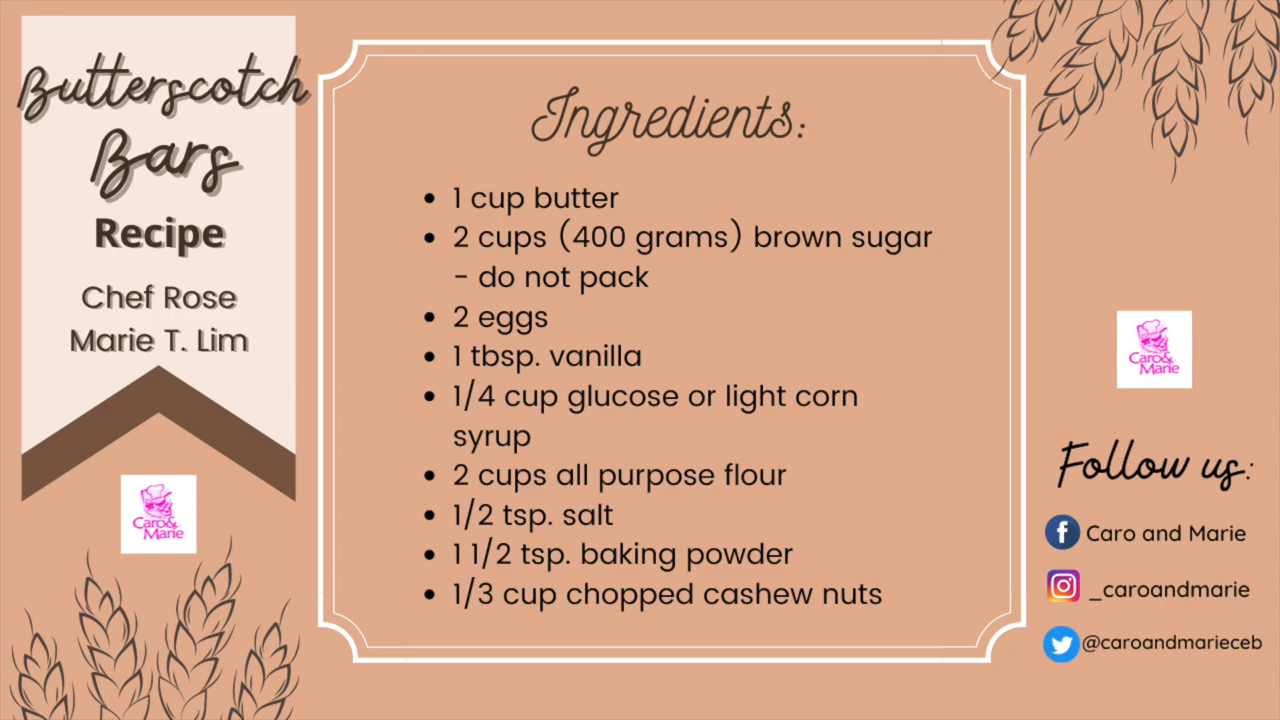 Butterscotch
Bars
Recipe
Chef Rose
Marie T. Lim
Caro&
Marie
Ingredients:
• 1 cup butter
• 2 cups (400 grams) brown sugar
- do not pack
• 2 eggs
• 1 tbsp. vanilla
• 1/4 cup glucose or light corn
syrup
• 2 cups all purpose flour
• 1/2 tsp. salt
• 1 1/2 tsp. baking powder
• 1/3 cup chopped cashew nuts
Caro&
Marie
Follow us:
Caro and Marie
_caroandmarie
@caroandmarieceb